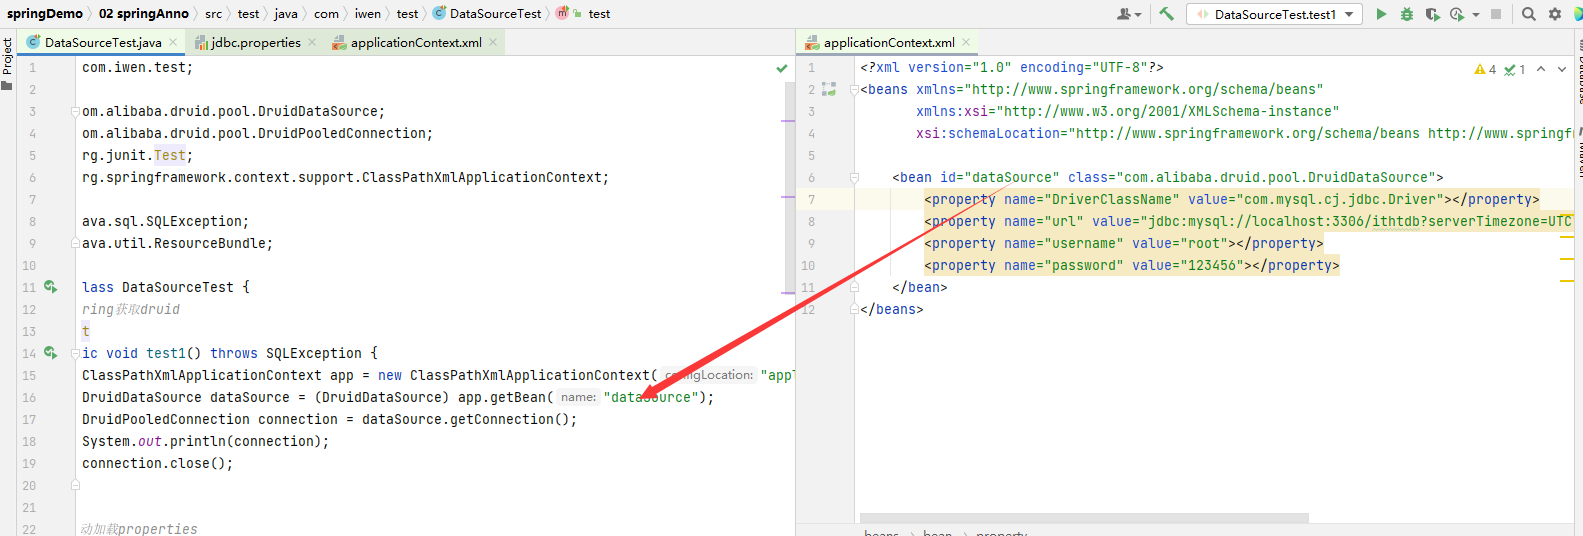 springDemo 02 springAnno src test java com iwen test DataSourceTest test
DataSourceTest.test1
Project
DataSourceTest.java jdbc.properties applicationContext.xml
1 com.iwen.test;
2
3 om.alibaba.druid.pool.DruidDataSource;
4 om.alibaba.druid.pool.DruidPooledConnection;
5 rg.junit.Test;
6 rg.springframework.context.support.ClassPathXmlApplicationContext;
7
8 ava.sql.SQLException;
9 ava.util.ResourceBundle;
10
11 lass DataSourceTest {
12 ring获取druid
13 t
14 ic void test1() throws SQLException {
15 ClassPathXmlApplicationContext app = new ClassPathXmlApplicationContext( configLocation: "appl
16 DruidDataSource dataSource = (DruidDataSource) app.getBean( name: "dataSource");
17 DruidPooledConnection connection = dataSource.getConnection();
18 System.out.println(connection);
19 connection.close();
20
21
22 动加载properties
applicationContext.xml
4 1
1 <?xml version="1.0" encoding="UTF-8"?>
2 <beans xmlns="http://www.springframework.org/schema/beans"
3 xmlns:xsi="http://www.w3.org/2001/XMLSchema-instance"
4 xsi:schemaLocation="http://www.springframework.org/schema/beans http://www.springf
5
6 <bean id="dataSource" class="com.alibaba.druid.pool.DruidDataSource">
7 <property name="DriverClassName" value="com.mysql.cj.jdbc.Driver"></property>
8 <property name="url" value="jdbc:mysql://localhost:3306/ithtdb?serverTimezone=UTC
9 <property name="username" value="root"></property>
10 <property name="password" value="123456"></property>
11 </bean>
12 </beans>
beans bean property
Database
Maven